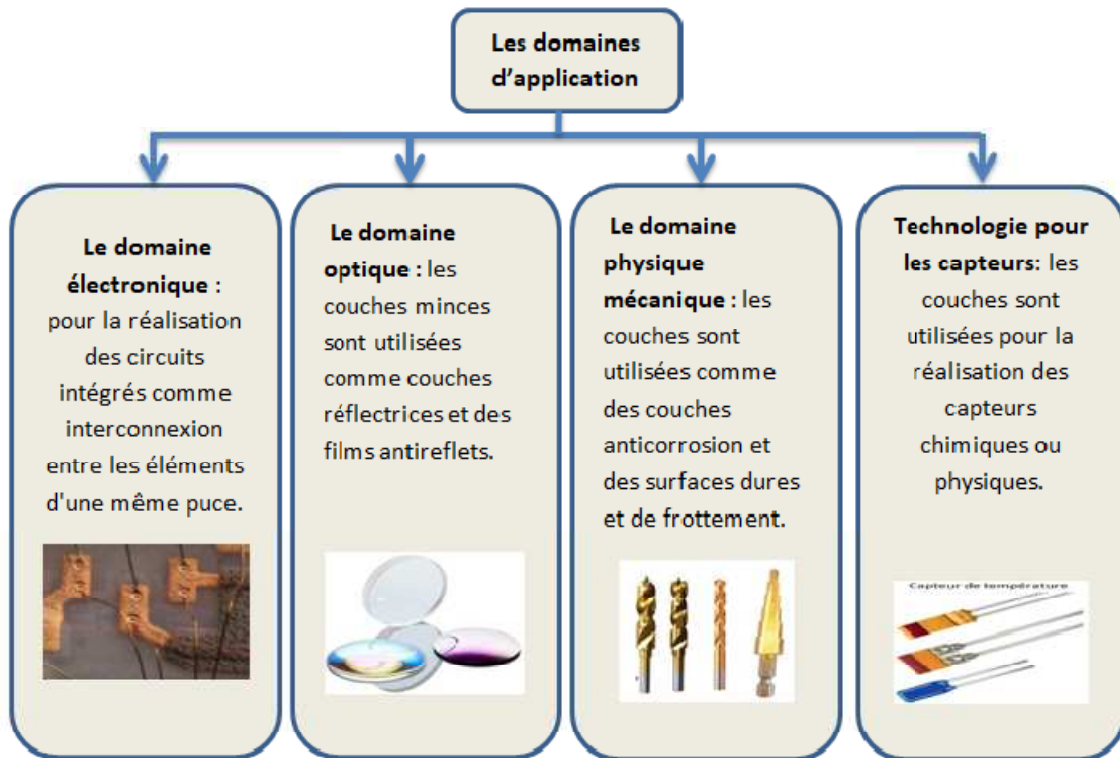 Les domaines
d’application
Le domaine
électronique :
pour la réalisation
des circuits
intégrés comme
interconnexion
entre les éléments
d'une même puce.
Le domaine
optique : les
couches minces
sont utilisées
comme couches
réflectrices et des
films antireflets.
Le domaine
physique
mécanique : les
couches sont
utilisées comme
des couches
anticorrosion et
des surfaces dures
et de frottement.
Technologie pour
les capteurs: les
couches sont
utilisées pour la
réalisation des
capteurs
chimiques ou
physiques.
Capteur de température